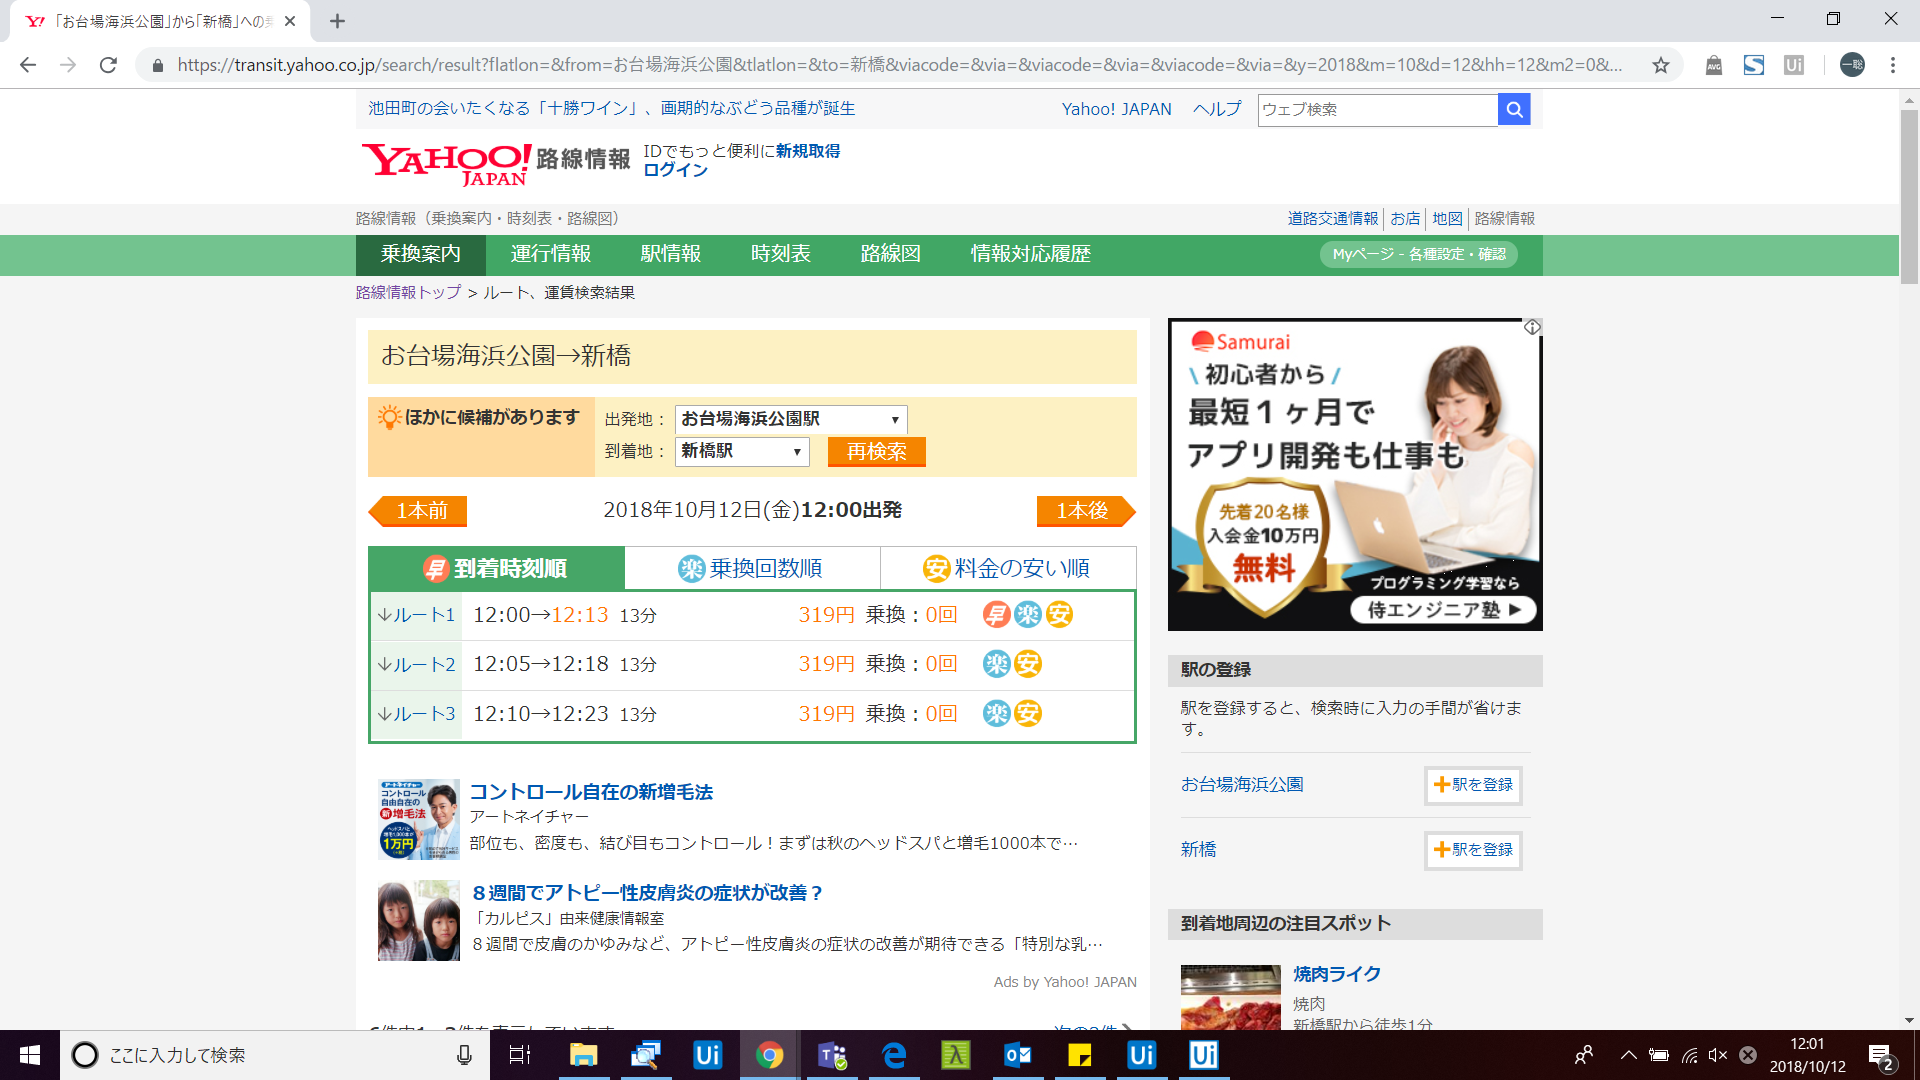 「お台場海浜公園」から「新橋」への
https://transit.yahoo.co.jp/search/result?flatlon=&from=お台場海浜公園&tlatlon=&to=新橋&viacode=&via=&viacode=&via=&viacode=&via=&y=2018&m=10&d=12&hh=12&m2=0&...
一聡
池田町の会いたくなる「十勝ワイン」、画期的なぶどう品種が誕生
Yahoo! JAPAN ヘルプ ウェブ検索
YAHOO! JAPAN 路線情報
IDでもっと便利に新規取得
ログイン
路線情報（乗換案内・時刻表・路線図）
道路交通情報 お店 地図 路線情報
乗換案内 運行情報 駅情報 時刻表 路線図 情報対応履歴 Myページ - 各種設定・確認
路線情報トップ > ルート、運賃検索結果
お台場海浜公園→新橋
ほかに候補があります
出発地： お台場海浜公園駅
到着地： 新橋駅 再検索
1本前 2018年10月12日(金)12:00出発 1本後
早 到着時刻順 楽 乗換回数順 安 料金の安い順
↓ルート1 12:00→12:13 13分 319円 乗換：0回 早 楽 安
↓ルート2 12:05→12:18 13分 319円 乗換：0回 楽 安
↓ルート3 12:10→12:23 13分 319円 乗換：0回 楽 安
アートネイチャー
コントロール
自由自在の
新 増毛法
1万円
コントロール自在の新増毛法
アートネイチャー
部位も、密度も、結び目もコントロール！まずは秋のヘッドスパと増毛1000本で…
８週間でアトピー性皮膚炎の症状が改善？
「カルピス」由来健康情報室
８週間で皮膚のかゆみなど、アトピー性皮膚炎の症状の改善が期待できる「特別な乳…
Ads by Yahoo! JAPAN
Samurai
\ 初心者から /
最短１ヶ月で
アプリ開発も仕事も
先着20名様
入会金10万円
無料
プログラミング学習なら
侍エンジニア塾 ▶
駅の登録
駅を登録すると、検索時に入力の手間が省けま
す。
お台場海浜公園 +駅を登録
新橋 +駅を登録
到着地周辺の注目スポット
焼肉ライク
焼肉
新橋駅から徒歩1分
ここに入力して検索
12:01
2018/10/12
2